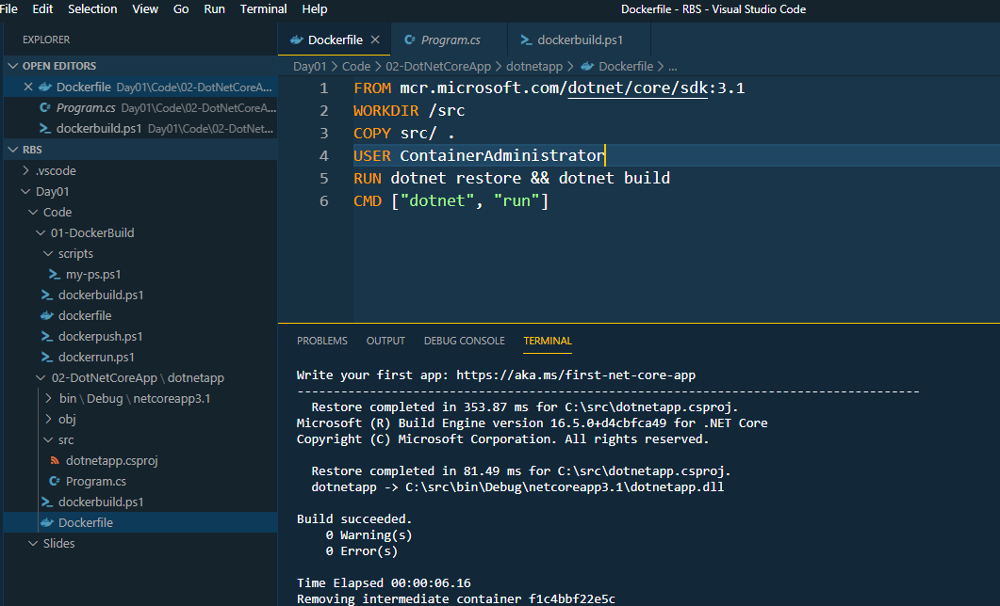 File Edit Selection View Go Run Terminal Help Dockerfile - RBS - Visual Studio Code
EXPLORER
OPEN EDITORS
Dockerfile Day01\Code\02-DotNetCoreA...
Program.cs Day01\Code\02-DotNetCoreA...
dockerbuild.ps1 Day01\Code\02-DotNet...
RBS
.vscode
Day01
Code
01-DockerBuild
scripts
my-ps.ps1
dockerbuild.ps1
dockerfile
dockerpush.ps1
dockerrun.ps1
02-DotNetCoreApp \ dotnetapp
bin \ Debug \ netcoreapp3.1
obj
src
dotnetapp.csproj
Program.cs
dockerbuild.ps1
Dockerfile
Slides
Dockerfile Program.cs dockerbuild.ps1
Day01 > Code > 02-DotNetCoreApp > dotnetapp > Dockerfile > ...
1 FROM mcr.microsoft.com/dotnet/core/sdk:3.1
2 WORKDIR /src
3 COPY src/ .
4 USER ContainerAdministrator
5 RUN dotnet restore && dotnet build
6 CMD ["dotnet", "run"]
PROBLEMS OUTPUT DEBUG CONSOLE TERMINAL
Write your first app: https://aka.ms/first-net-core-app
--------------------------------------------------------------------------------------
Restore completed in 353.87 ms for C:\src\dotnetapp.csproj.
Microsoft (R) Build Engine version 16.5.0+d4cbfca49 for .NET Core
Copyright (C) Microsoft Corporation. All rights reserved.
Restore completed in 81.49 ms for C:\src\dotnetapp.csproj.
dotnetapp -> C:\src\bin\Debug\netcoreapp3.1\dotnetapp.dll
Build succeeded.
0 Warning(s)
0 Error(s)
Time Elapsed 00:00:06.16
Removing intermediate container f1c4bbf22e5c